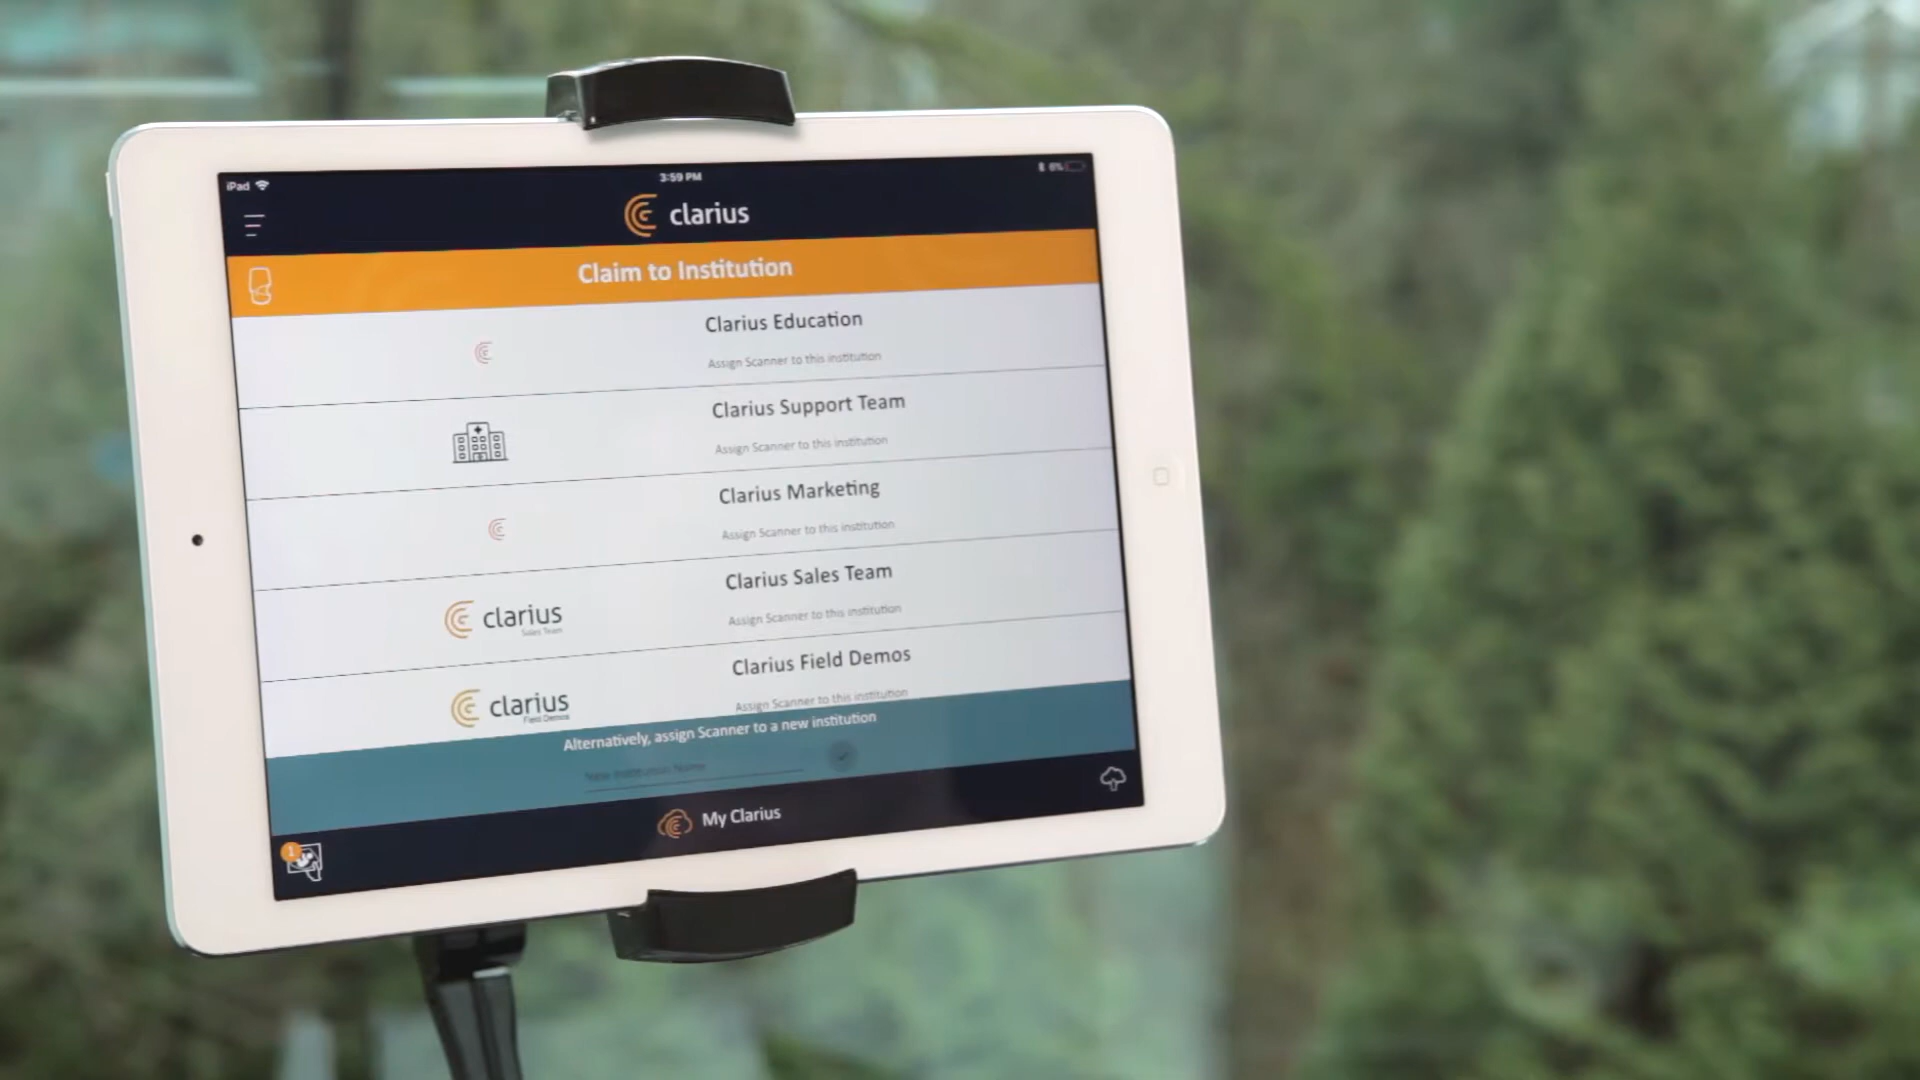 iPad
3:59 PM
6%
clarius
Claim to Institution
Clarius Education
Assign Scanner to this institution
Clarius Support Team
Assign Scanner to this institution
Clarius Marketing
Assign Scanner to this institution
clarius
Sales Team
Clarius Sales Team
Assign Scanner to this institution
clarius
Field Demos
Clarius Field Demos
Assign Scanner to this institution
Alternatively, assign Scanner to a new institution
New Institution Name
1
My Clarius